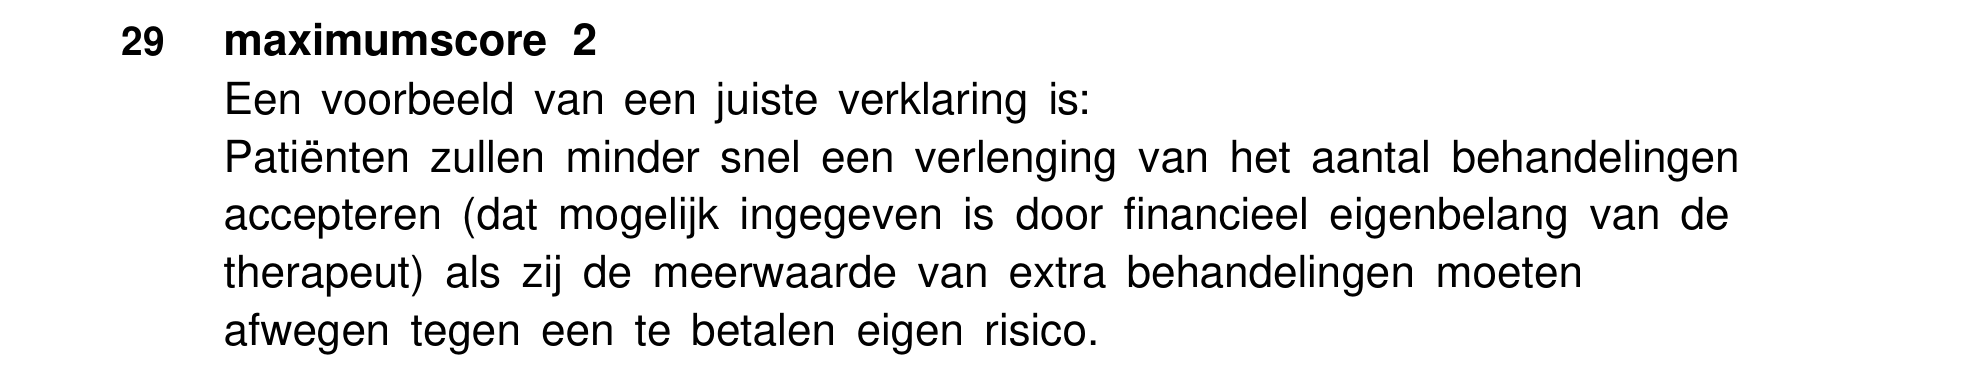 29 maximumscore 2
Een voorbeeld van een juiste verklaring is:
Patiënten zullen minder snel een verlenging van het aantal behandelingen
accepteren (dat mogelijk ingegeven is door financieel eigenbelang van de
therapeut) als zij de meerwaarde van extra behandelingen moeten
afwegen tegen een te betalen eigen risico.